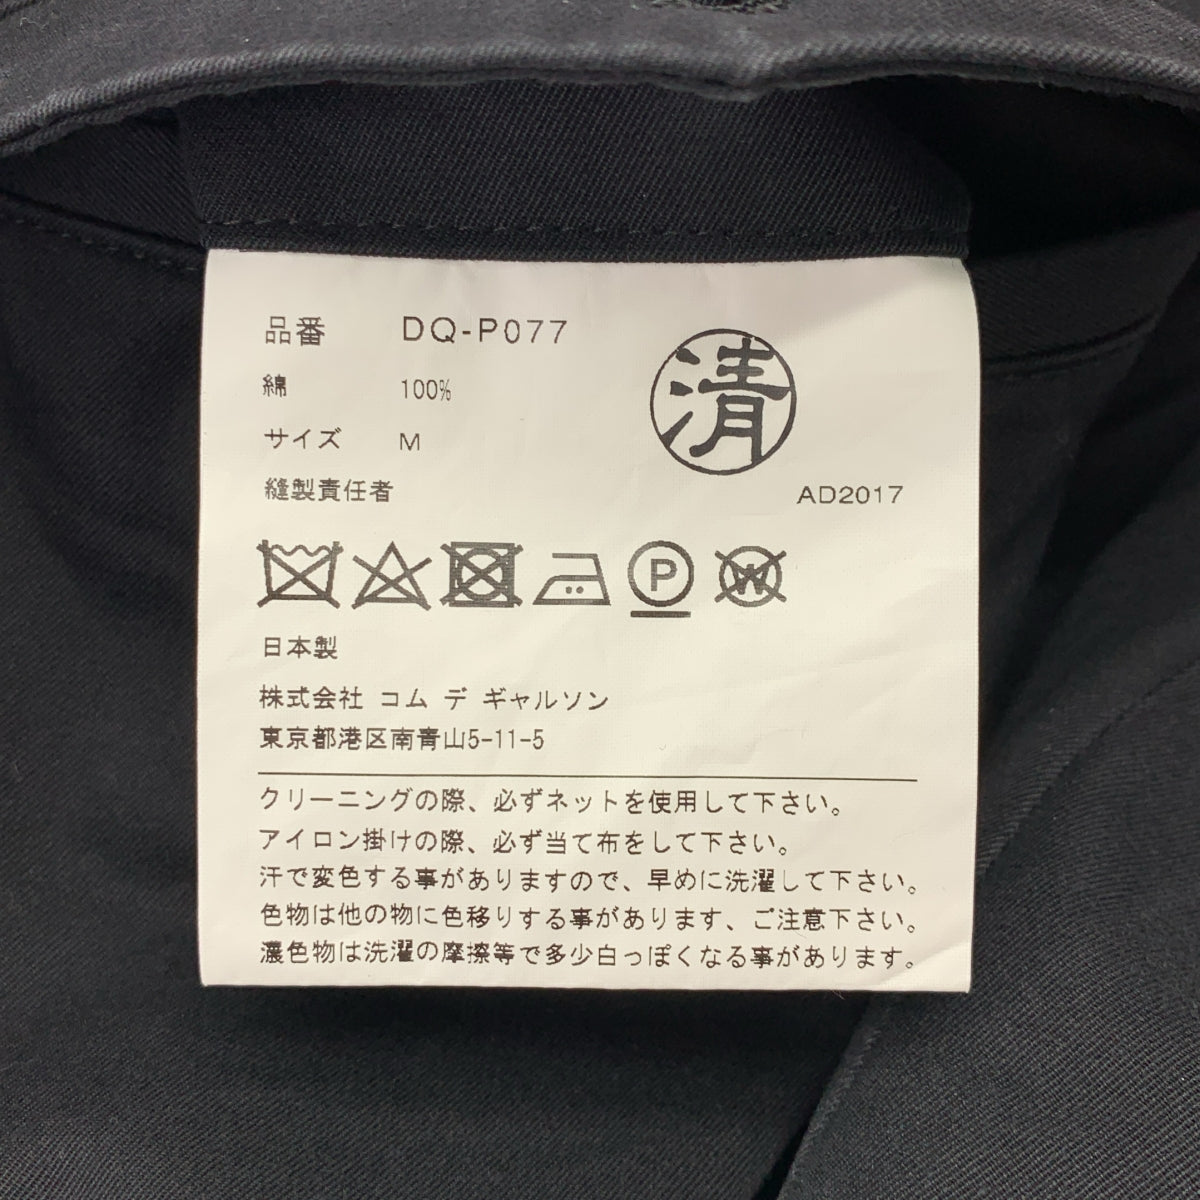 品番 DQ-P077
綿 100%
サイズ M
縫製責任者
清
AD2017
P
W
日本製
株式会社 コム デ ギャルソン
東京都港区南青山5-11-5
クリーニングの際、必ずネットを使用して下さい。
アイロン掛けの際、必ず当て布をして下さい。
汗で変色する事がありますので、早めに洗濯して下さい。
色物は他の物に色移りする事があります、ご注意下さい。
濃色物は洗濯の摩擦等で多少白っぽくなる事があります。